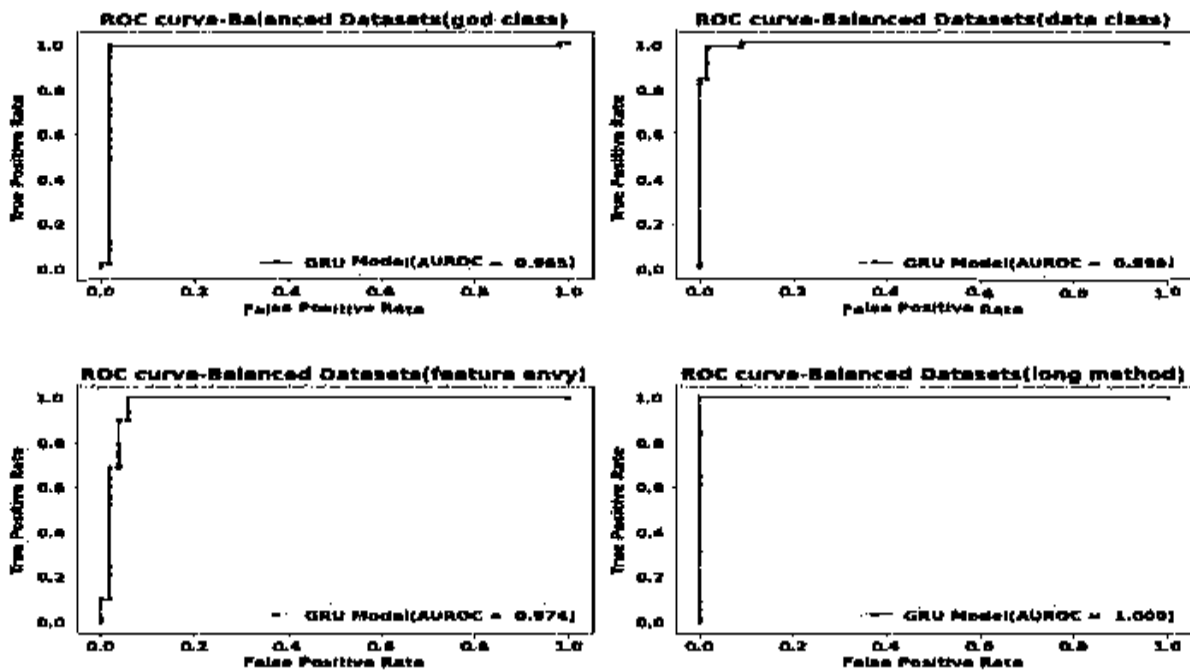 ROC curve-Balanced Datasets(god class)
1.0
0.8
0.6
0.4
0.2
0.0
True Positive Rate
GRU Model(AUROC = 0.965)
0.0 0.2 0.4 0.6 0.8 1.0
False Positive Rate
ROC curve-Balanced Datasets(data class)
1.0
0.8
0.6
0.4
0.2
0.0
True Positive Rate
GRU Model(AUROC =
0.0 0.2 0.4 0.6 0.8 1.0
False Positive Rate
ROC curve-Balanced Datasets(feature envy)
1.0
0.8
0.6
0.4
0.2
0.0
True Positive Rate
GRU Model(AUROC = 0.974)
0.0 0.2 0.4 0.6 0.8 1.0
False Positive Rate
ROC curve-Balanced Datasets(long method)
1.0
0.8
0.6
0.4
0.2
0.0
True Positive Rate
GRU Model(AUROC = 1.000)
0.0 0.2 0.4 0.6 0.8 1.0
False Positive Rate